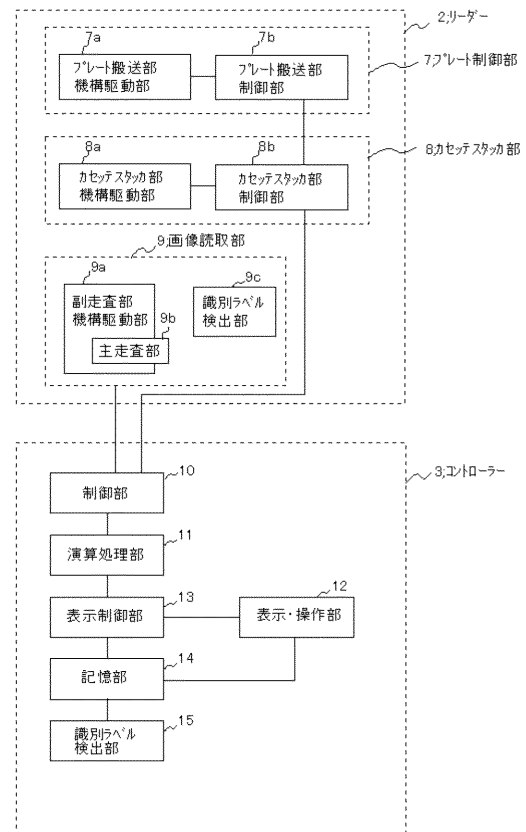 2;リーダー
7a
7b
プレート搬送部
機構駆動部
プレート搬送部
制御部
7;プレート制御部
8a
8b
カセッテスタッカ部
機構駆動部
カセッテスタッカ部
制御部
8;カセッテスタッカ部
9;画像読取部
9a
9c
副走査部
機構駆動部
識別ラベル
検出部
9b
主走査部
3;コントローラー
10
制御部
11
演算処理部
13
表示制御部
12
表示・操作部
14
記憶部
15
識別ラベル
検出部